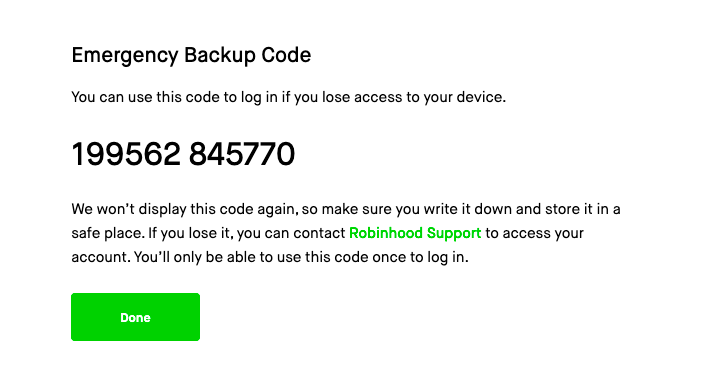 Emergency Backup Code
You can use this code to log in if you lose access to your device.
199562 845770
We won’t display this code again, so make sure you write it down and store it in a
safe place. If you lose it, you can contact Robinhood Support to access your
account. You’ll only be able to use this code once to log in.
Done